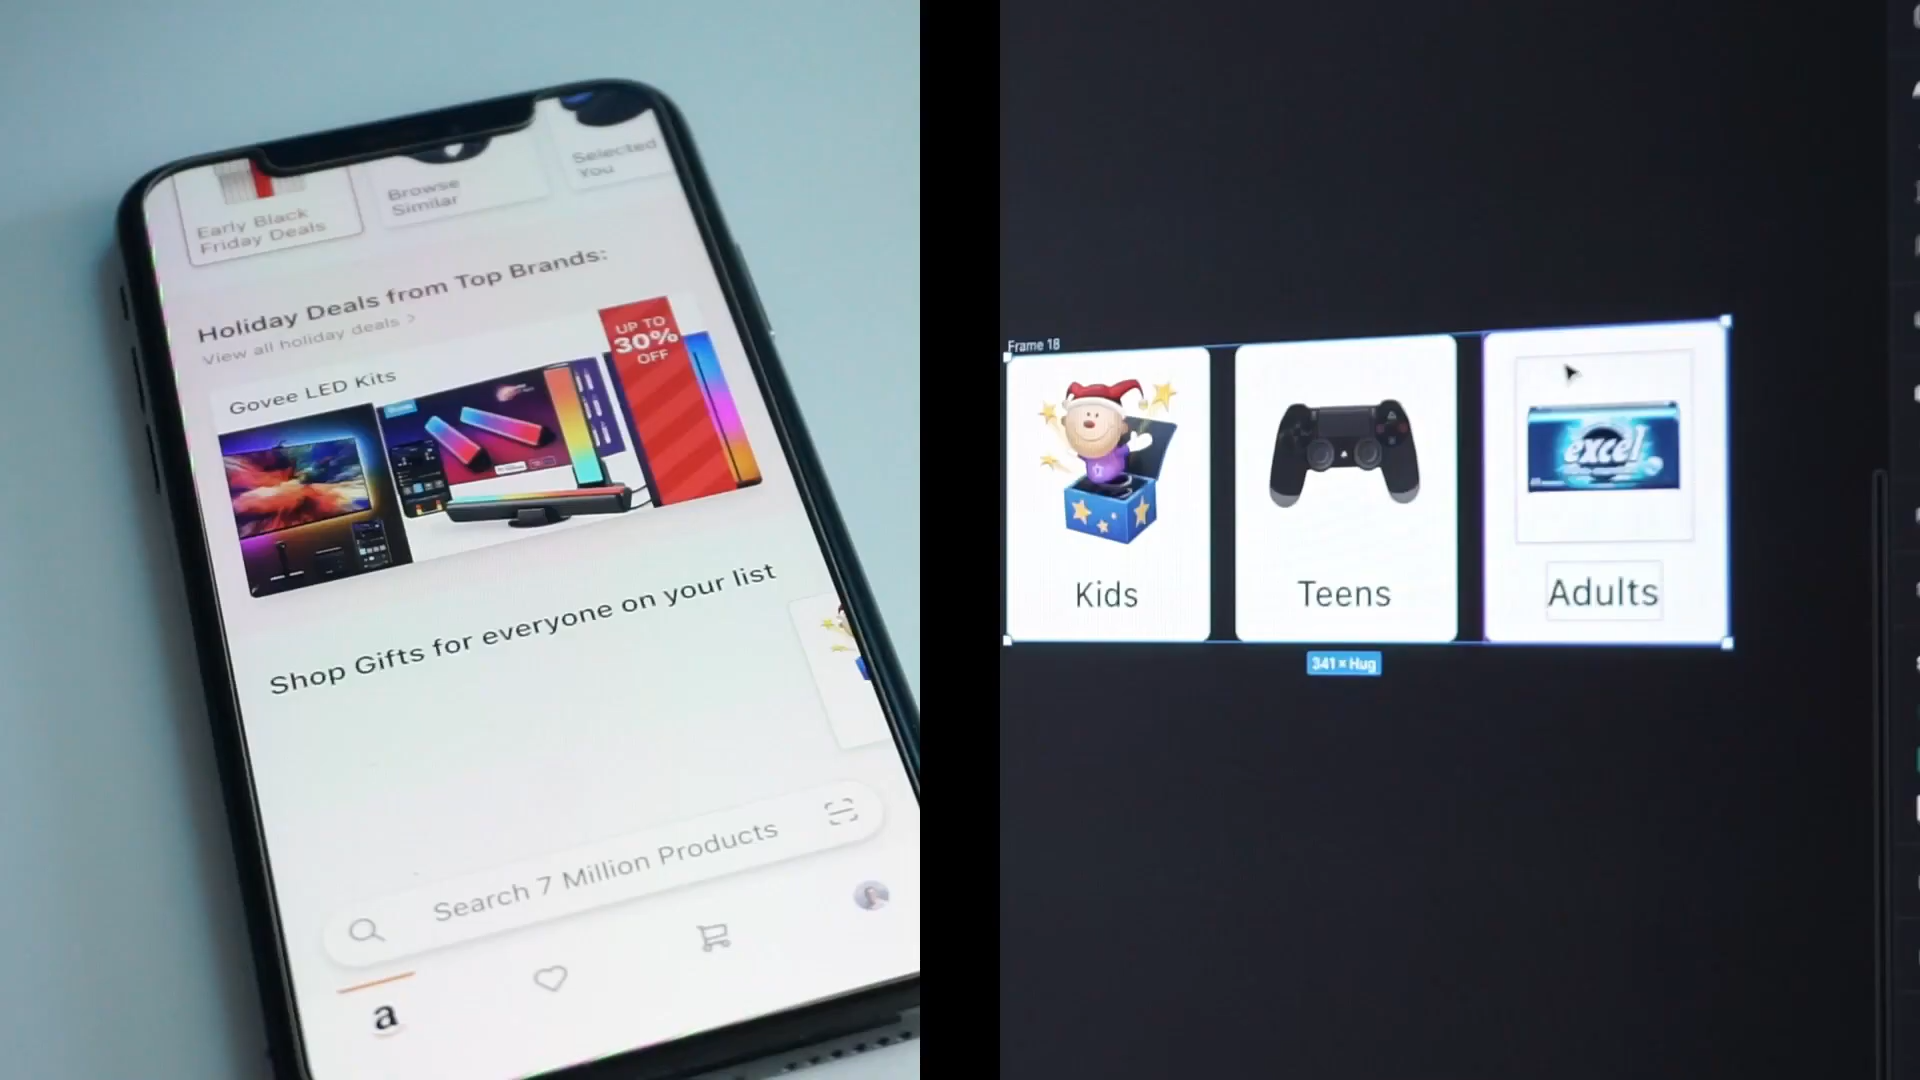 Selected
You
Browse
Similar
Early Black
Friday Deals
Holiday Deals from Top Brands:
View all holiday deals >
Govee LED Kits
UP TO
30%
OFF
Shop Gifts for everyone on your list
Search 7 Million Products
a
Frame 18
excel
Kids
Teens
Adults
341 × Hug